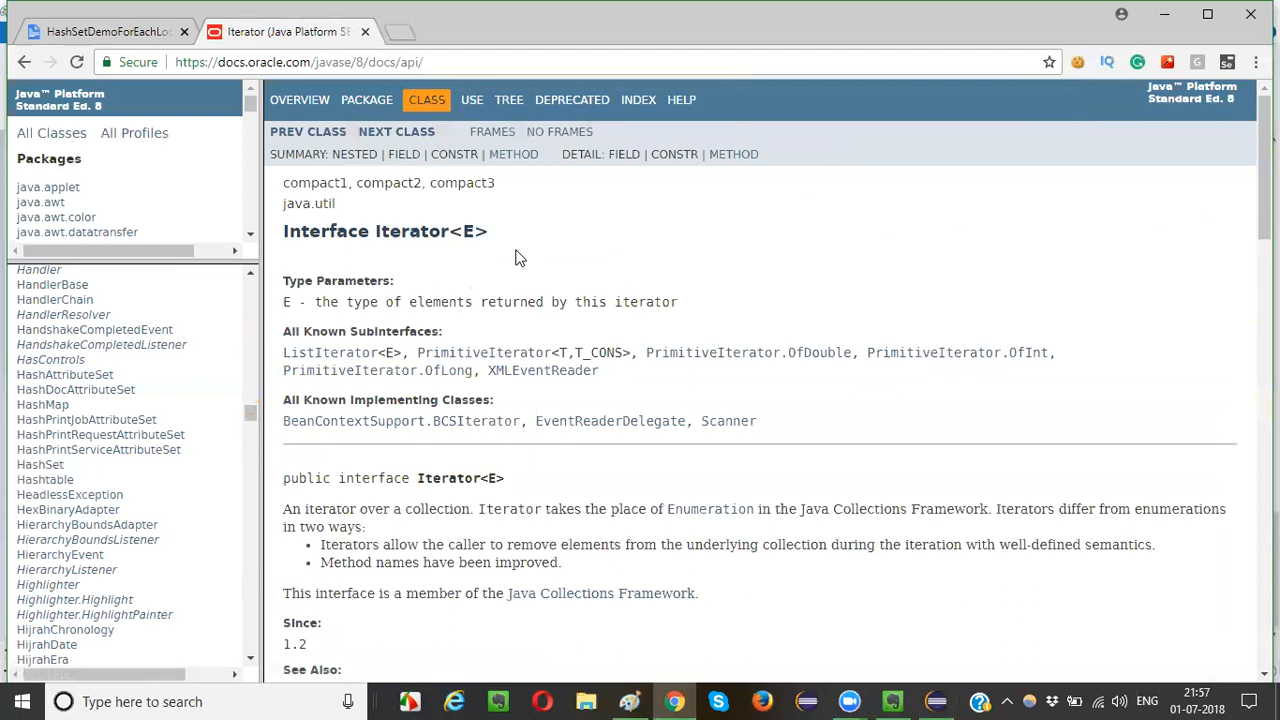 HashSetDemoForEachLo
Iterator (Java Platform SE
Secure https://docs.oracle.com/javase/8/docs/api/
Java™ Platform
Standard Ed. 8
All Classes All Profiles
Packages
java.applet
java.awt
java.awt.color
java.awt.datatransfer
Handler
HandlerBase
HandlerChain
HandlerResolver
HandshakeCompletedEvent
HandshakeCompletedListener
HasControls
HashAttributeSet
HashDocAttributeSet
HashMap
HashPrintJobAttributeSet
HashPrintRequestAttributeSet
HashPrintServiceAttributeSet
HashSet
Hashtable
HeadlessException
HexBinaryAdapter
HierarchyBoundsAdapter
HierarchyBoundsListener
HierarchyEvent
HierarchyListener
Highlighter
Highlighter.Highlight
Highlighter.HighlightPainter
HijrahChronology
HijrahDate
HijrahEra
OVERVIEW PACKAGE CLASS USE TREE DEPRECATED INDEX HELP
Java™ Platform
Standard Ed. 8
PREV CLASS NEXT CLASS FRAMES NO FRAMES
SUMMARY: NESTED | FIELD | CONSTR | METHOD DETAIL: FIELD | CONSTR | METHOD
compact1, compact2, compact3
java.util
Interface Iterator<E>
Type Parameters:
E - the type of elements returned by this iterator
All Known Subinterfaces:
ListIterator<E>, PrimitiveIterator<T,T_CONS>, PrimitiveIterator.OfDouble, PrimitiveIterator.OfInt,
PrimitiveIterator.OfLong, XMLEventReader
All Known Implementing Classes:
BeanContextSupport.BCSIterator, EventReaderDelegate, Scanner
public interface Iterator<E>
An iterator over a collection. Iterator takes the place of Enumeration in the Java Collections Framework. Iterators differ from enumerations
in two ways:
• Iterators allow the caller to remove elements from the underlying collection during the iteration with well-defined semantics.
• Method names have been improved.
This interface is a member of the Java Collections Framework.
Since:
1.2
See Also:
Type here to search
ENG
21:57
01-07-2018